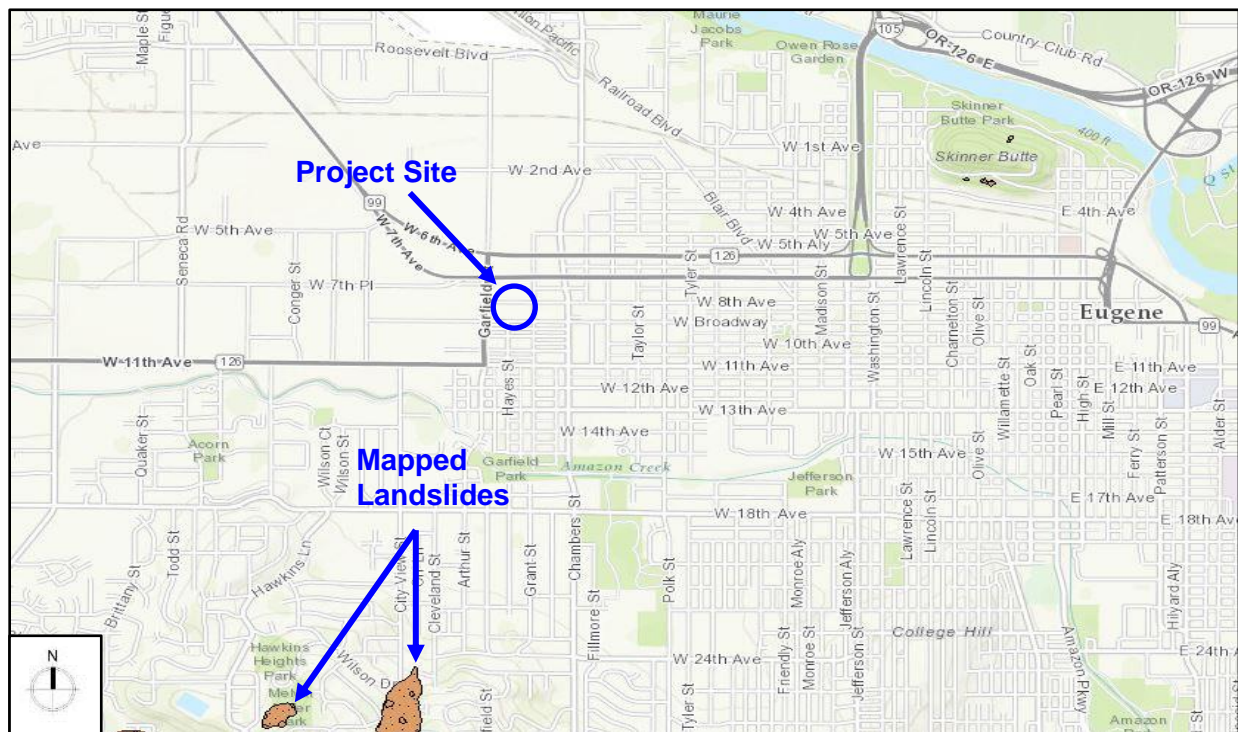 Maple St
Roosevelt Blvd
Pacific
Railroad Blvd
Jacobs
Park
Owen Rose
Garden
105
OR-126 E
Country Club Rd
OR-126 W
Skinner
Butte Park
Skinner Butte
400 ft
Q St
Ave
Project Site
W 1st Ave
W 2nd Ave
Blair Blvd
Seneca Rd
99
W 4th Ave
E 4th Ave
W 5th Ave
W 6th Ave
W 7th Ave
W 5th Ave
W 5th Aly
126
Lawrence St
Lincoln St
Conger St
W 7th Pl
Garfield
Tyler St
W 8th Ave
W Broadway
Madison St
Washington St
Charnelton St
Olive St
Eugene
99
Taylor St
W 10th Ave
W 11th Ave
126
Hayes St
W 11th Ave
W 12th Ave
W 13th Ave
Willamette St
Oak St
Pearl St
High St
Mill St
E 11th Ave
E 12th Ave
Ferry St
Patterson St
Alder St
Quaker St
Acorn
Park
Wilson Ct
Wilson St
W 14th Ave
Garfield
Park
Amazon Creek
Jefferson
Park
W 15th Ave
Olive St
Mapped
Landslides
E 17th Ave
W 18th Ave
E 18th Ave
Lawrence St
Lincoln St
Todd St
Hawkins Ln
Brittany St
City View St
Cleveland St
Arthur St
Grant St
Chambers St
Fillmore St
Polk St
Monroe Aly
Jefferson Aly
Hilyard Aly
College Hill
Hawkins
Heights
Park
Wilson Dr
W 24th Ave
E 24th Ave
Friendly St
Monroe St
Jefferson St
Tyler St
Amazon Pkwy
Amazon
N